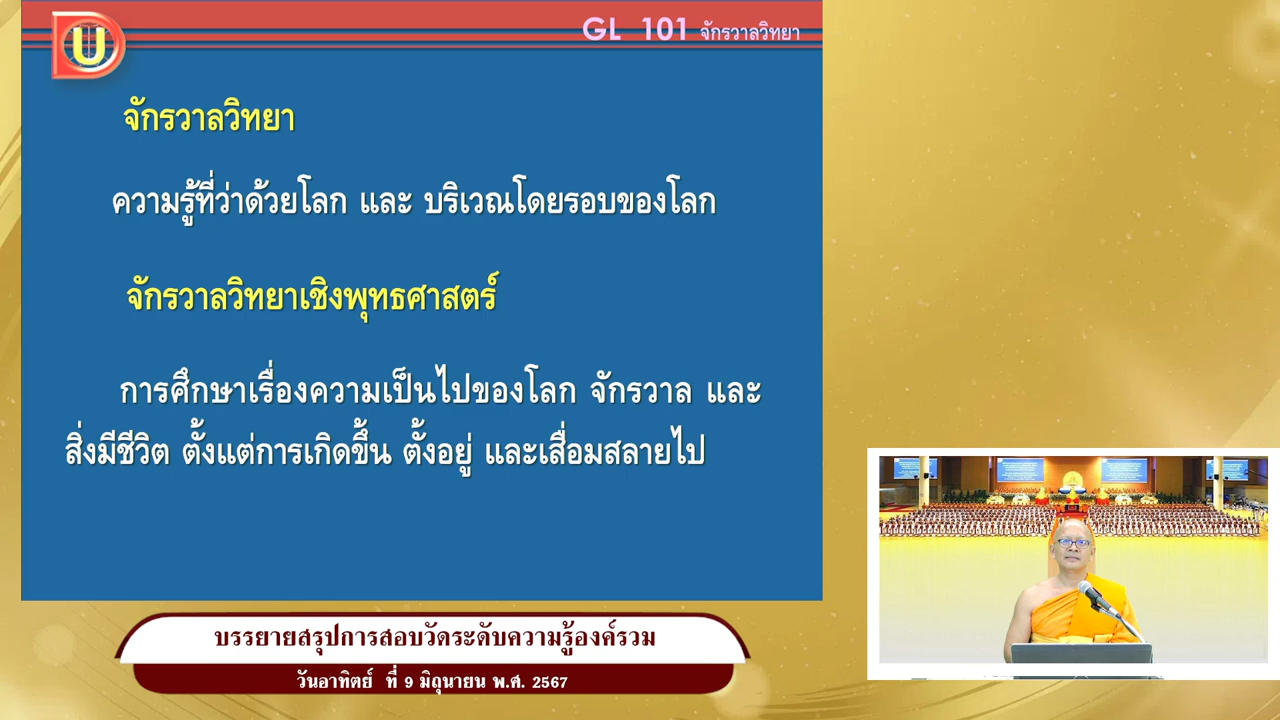 U
GL 101 จักรวาลวิทยา
จักรวาลวิทยา
ความรู้ที่ว่าด้วยโลก และ บริเวณโดยรอบของโลก
จักรวาลวิทยาเชิงพุทธศาสตร์
การศึกษาเรื่องความเป็นไปของโลก จักรวาล และ
สิ่งมีชีวิต ตั้งแต่การเกิดขึ้น ตั้งอยู่ และเสื่อมสลายไป
บรรยายสรุปการสอบวัดระดับความรู้องค์รวม
วันอาทิตย์ ที่ 9 มิถุนายน พ.ศ. 2567